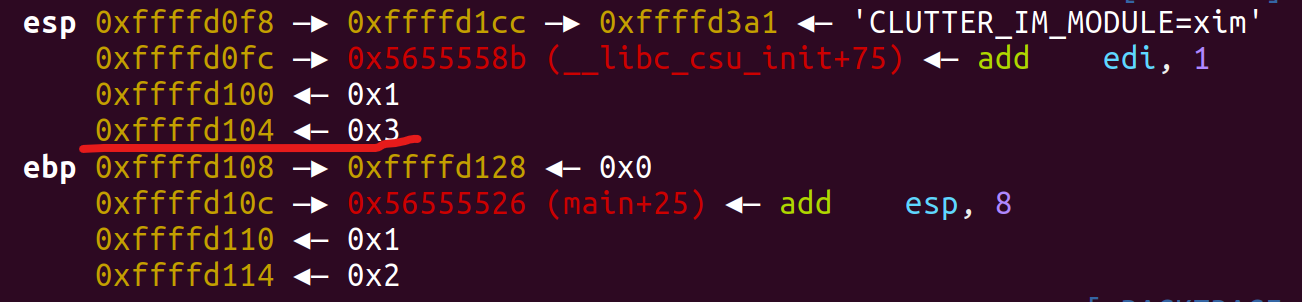 esp 0xffffd0f8 —▸ 0xffffd1cc —▸ 0xffffd3a1 ◂— 'CLUTTER_IM_MODULE=xim'
0xffffd0fc —▸ 0x5655558b (__libc_csu_init+75) ◂— add edi, 1
0xffffd100 ◂— 0x1
0xffffd104 ◂— 0x3
ebp 0xffffd108 —▸ 0xffffd128 ◂— 0x0
0xffffd10c —▸ 0x56555526 (main+25) ◂— add esp, 8
0xffffd110 ◂— 0x1
0xffffd114 ◂— 0x2